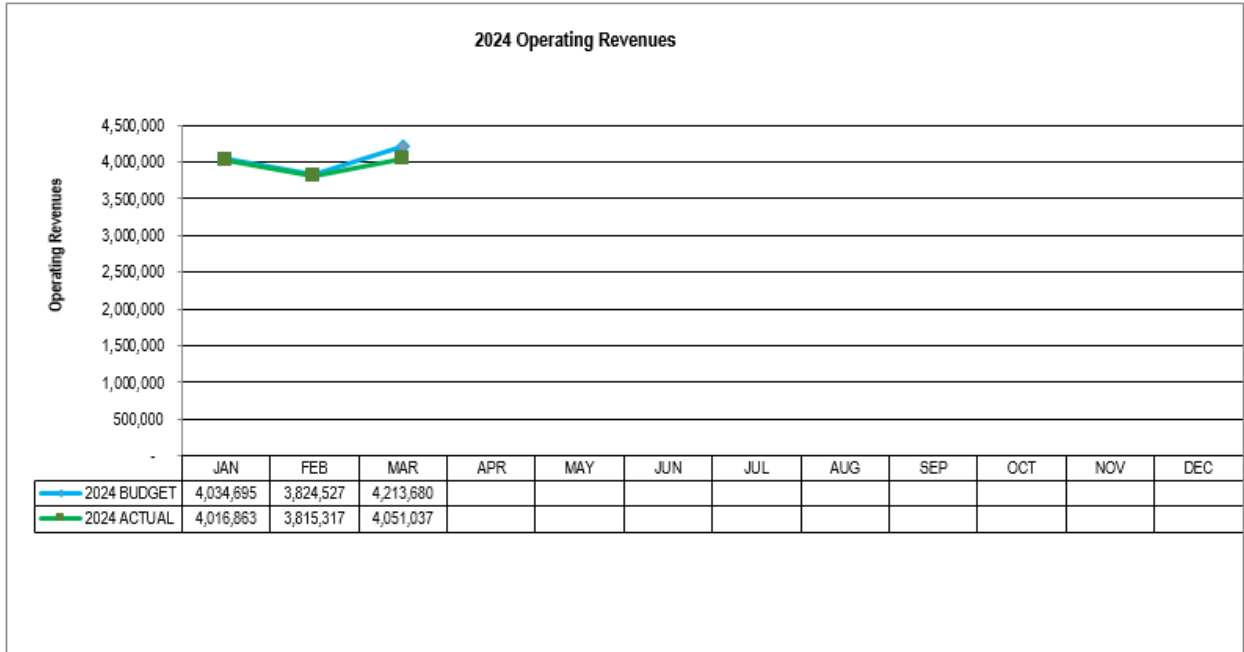 2024 Operating Revenues
Operating Revenues
4,500,000
4,000,000
3,500,000
3,000,000
2,500,000
2,000,000
1,500,000
1,000,000
500,000
-
JAN FEB MAR APR MAY JUN JUL AUG SEP OCT NOV DEC
2024 BUDGET 4,034,695 3,824,527 4,213,680
2024 ACTUAL 4,016,863 3,815,317 4,051,037